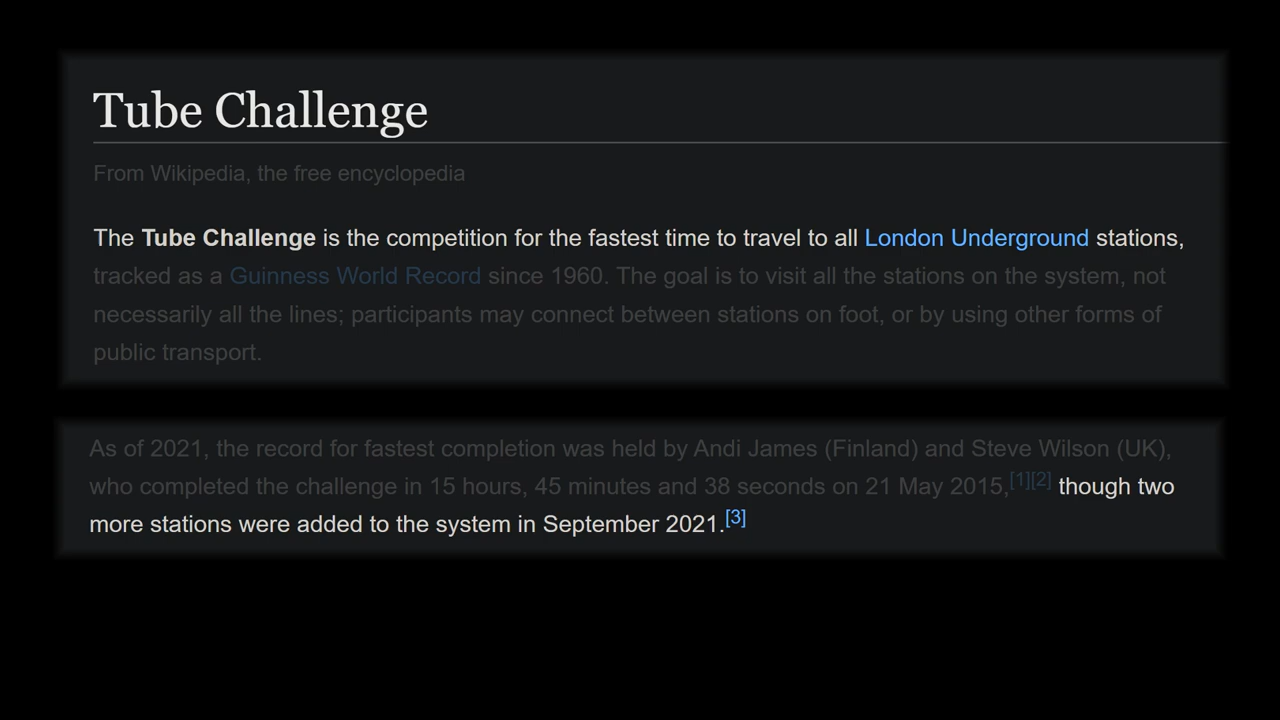 Tube Challenge
From Wikipedia, the free encyclopedia
The Tube Challenge is the competition for the fastest time to travel to all London Underground stations,
tracked as a Guinness World Record since 1960. The goal is to visit all the stations on the system, not
necessarily all the lines; participants may connect between stations on foot, or by using other forms of
public transport.
As of 2021, the record for fastest completion was held by Andi James (Finland) and Steve Wilson (UK),
who completed the challenge in 15 hours, 45 minutes and 38 seconds on 21 May 2015,[1][2] though two
more stations were added to the system in September 2021.[3]